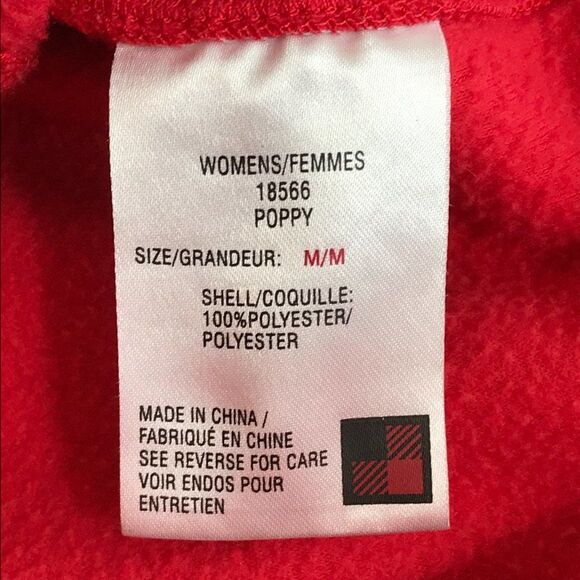 WOMENS/FEMMES
18566
POPPY
SIZE/GRANDEUR: M/M
SHELL/COQUILLE:
100%POLYESTER/
POLYESTER
MADE IN CHINA /
FABRIQUÉ EN CHINE
SEE REVERSE FOR CARE
VOIR ENDOS POUR
ENTRETIEN